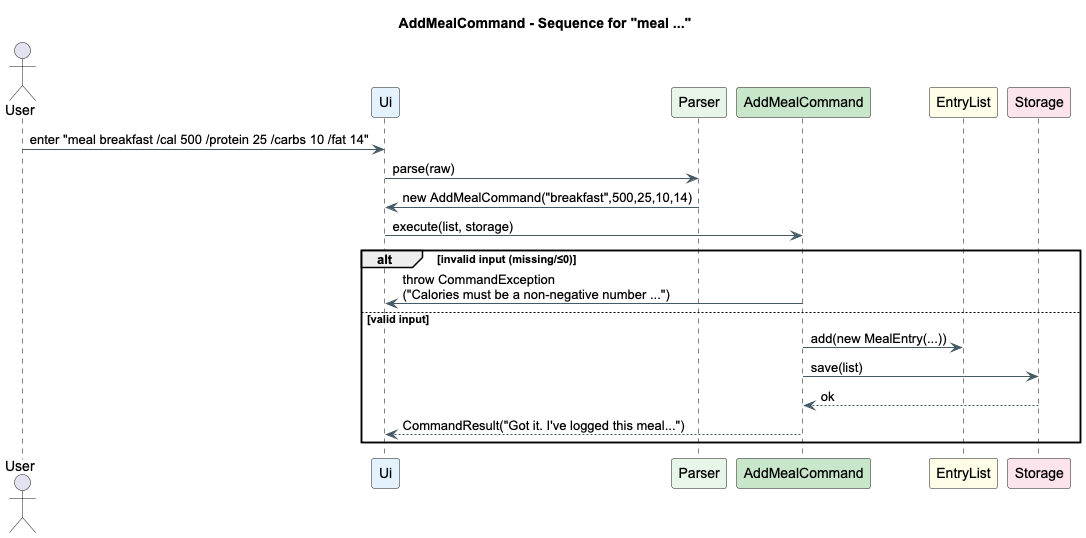 AddMealCommand - Sequence for "meal ..."
User
Ui
Parser
AddMealCommand
EntryList
Storage
enter "meal breakfast /cal 500 /protein 25 /carbs 10 /fat 14"
parse(raw)
new AddMealCommand("breakfast",500,25,10,14)
execute(list, storage)
alt
[invalid input (missing/≤0)]
throw CommandException
("Calories must be a non-negative number ...")
[valid input]
add(new MealEntry(...))
save(list)
ok
CommandResult("Got it. I've logged this meal...")
User
Ui
Parser
AddMealCommand
EntryList
Storage